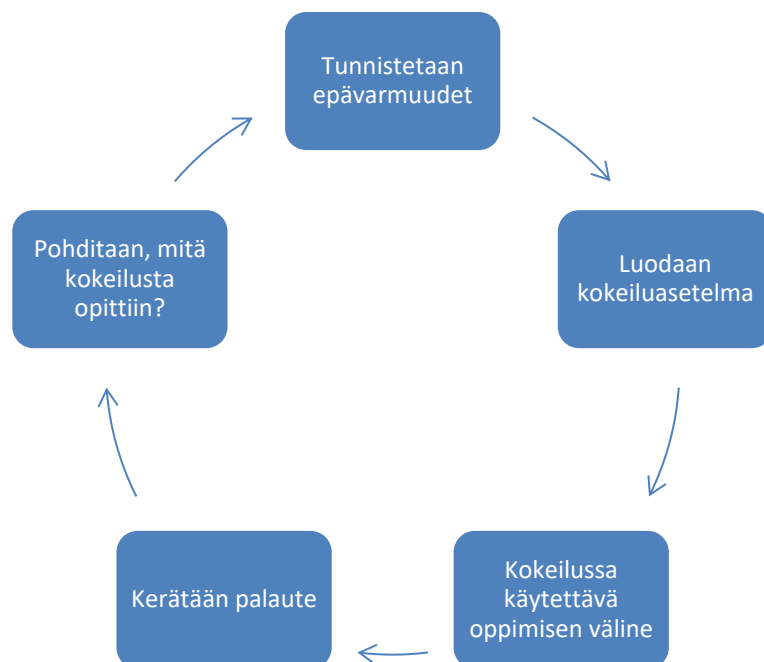 Tunnistetaan
epävarmuudet
Luodaan
kokeiluasetelma
Kokeilussa
käytettävä
oppimisen väline
Kerätään palaute
Pohditaan, mitä
kokeilusta
opittiin?